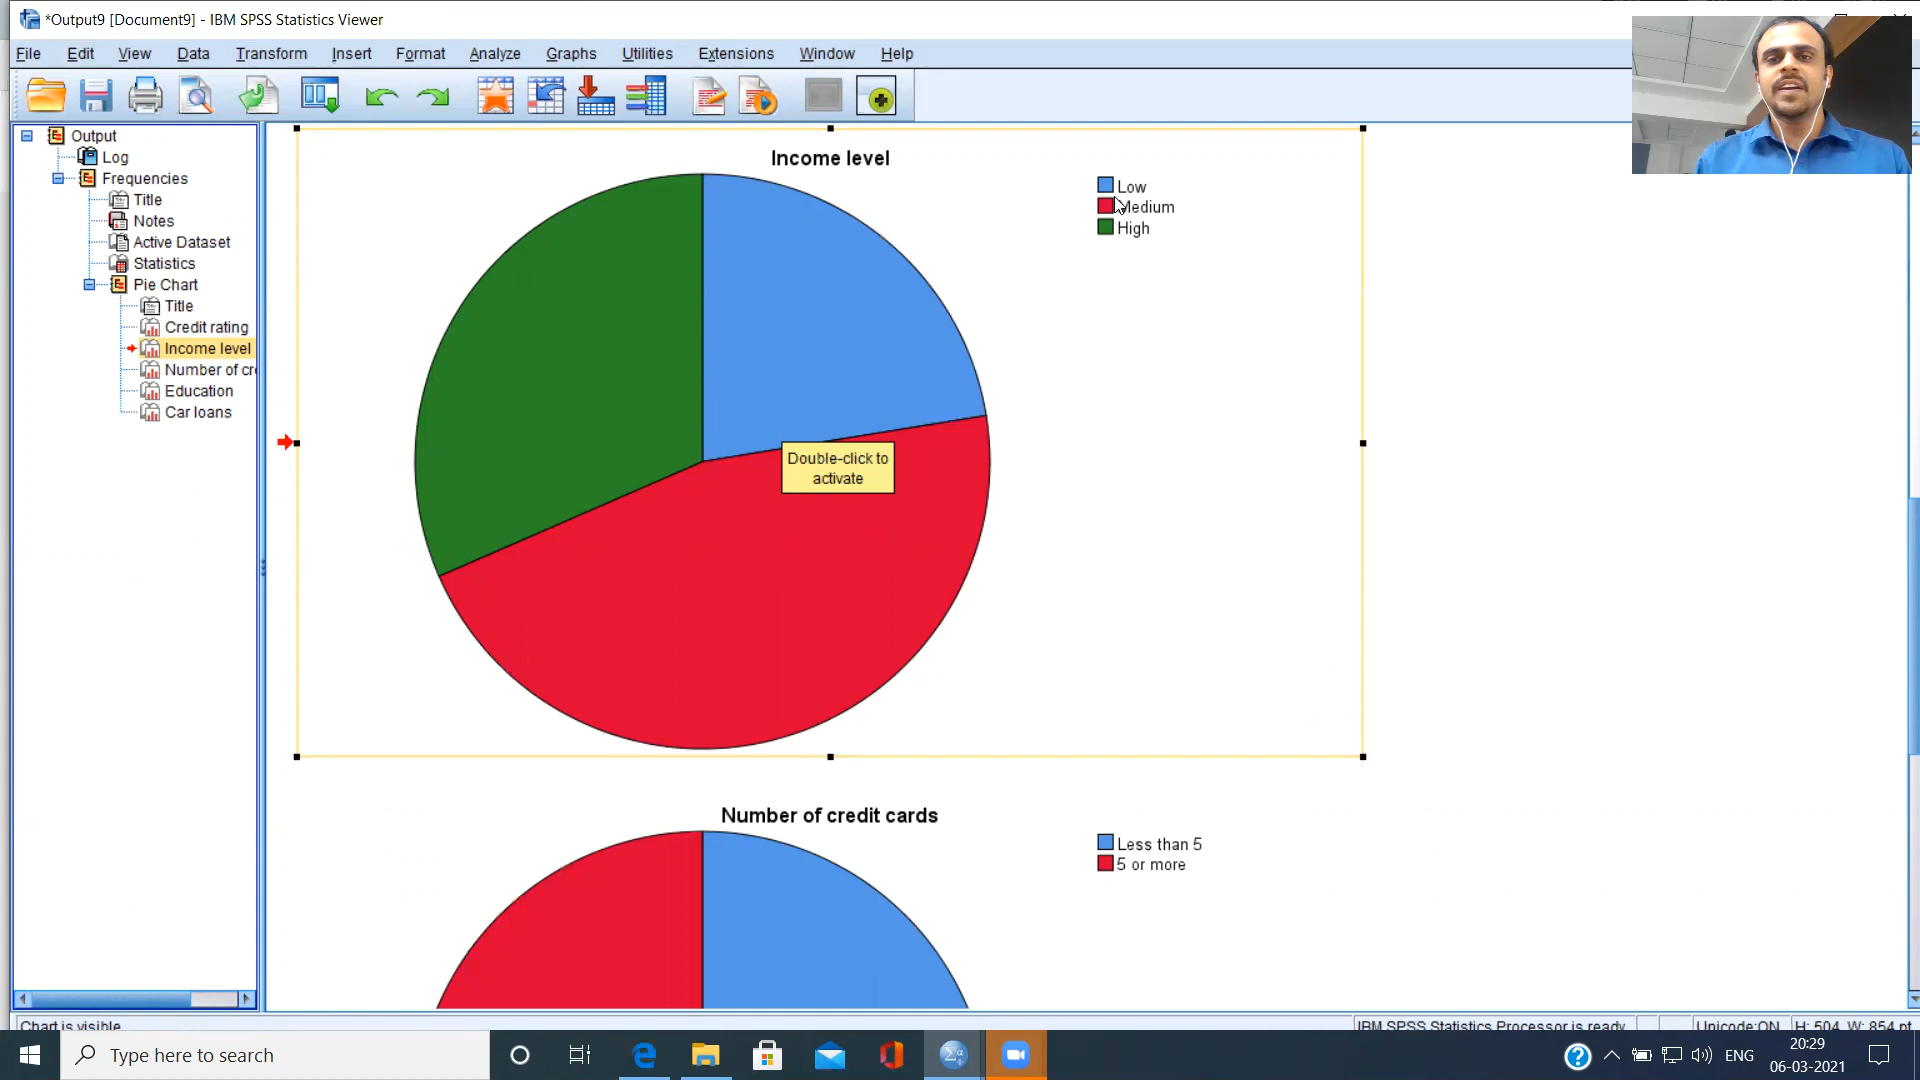 *Output9 [Document9] - IBM SPSS Statistics Viewer
File Edit View Data Transform Insert Format Analyze Graphs Utilities Extensions Window Help
Output
Log
Frequencies
Title
Notes
Active Dataset
Statistics
Pie Chart
Title
Credit rating
Income level
Number of cr
Education
Car loans
Income level
Low
Medium
High
Double-click to
activate
Number of credit cards
Less than 5
5 or more
Chart is visible
IBM SPSS Statistics Processor is ready
Unicode:ON H: 504, W: 854 pt
Type here to search
ENG
20:29
06-03-2021